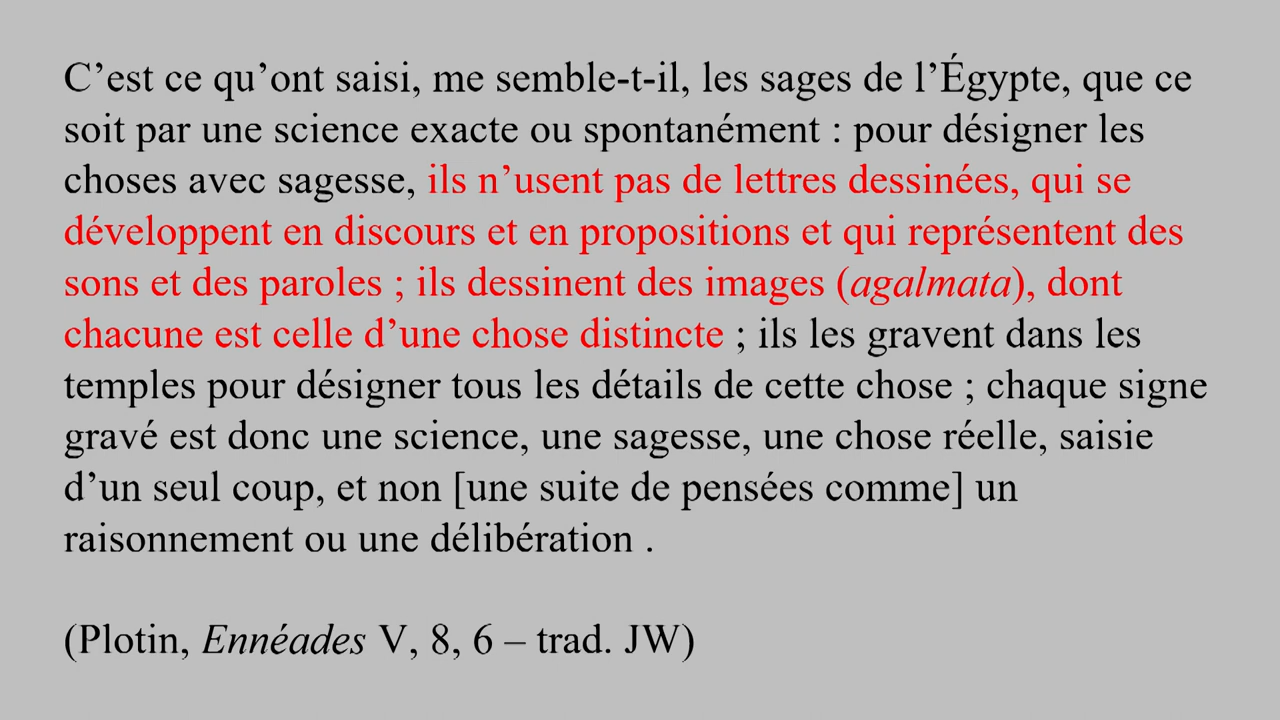 C’est ce qu’ont saisi, me semble-t-il, les sages de l’Égypte, que ce
soit par une science exacte ou spontanément : pour désigner les
choses avec sagesse, ils n’usent pas de lettres dessinées, qui se
développent en discours et en propositions et qui représentent des
sons et des paroles ; ils dessinent des images (agalmata), dont
chacune est celle d’une chose distincte ; ils les gravent dans les
temples pour désigner tous les détails de cette chose ; chaque signe
gravé est donc une science, une sagesse, une chose réelle, saisie
d’un seul coup, et non [une suite de pensées comme] un
raisonnement ou une délibération .
(Plotin, Ennéades V, 8, 6 – trad. JW)